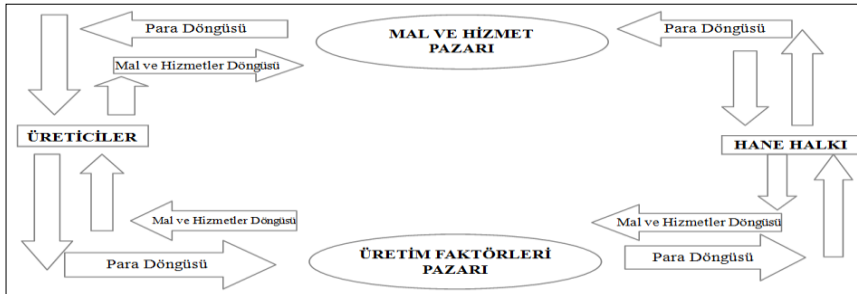 Para Döngüsü
MAL VE HİZMET
PAZARI
Para Döngüsü
Mal ve Hizmetler Döngüsü
ÜRETİCİLER
HANE HALKI
Mal ve Hizmetler Döngüsü
Mal ve Hizmetler Döngüsü
Para Döngüsü
ÜRETİM FAKTÖRLERİ
PAZARI
Para Döngüsü